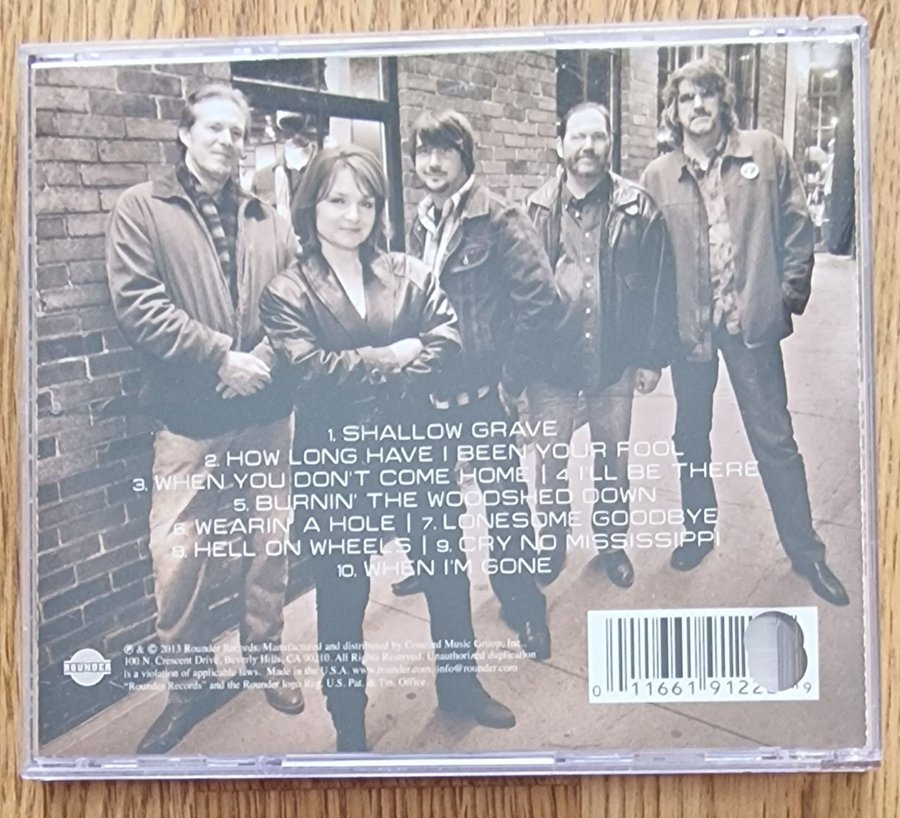 1. SHALLOW GRAVE
2. HOW LONG HAVE I BEEN YOUR FOOL
3. WHEN YOU DON'T COME HOME | 4. I'LL BE THERE
5. BURNIN' THE WOODSHED DOWN
6. WEARIN' A HOLE | 7. LONESOME GOODBYE
8. HELL ON WHEELS | 9. CRY NO MISSISSIPPI
10. WHEN I'M GONE
ROUNDER
℗ & © 2013 Rounder Records. Manufactured and distributed by Concord Music Group, Inc.,
100 N. Crescent Drive, Beverly Hills, CA 90210. All Rights Reserved. Unauthorized duplication
is a violation of applicable laws. Made in the U.S.A. www.rounder.com, info@rounder.com
"Rounder Records" and the Rounder logo Reg. U.S. Pat. & Tm. Office.
0 11661 9122 9